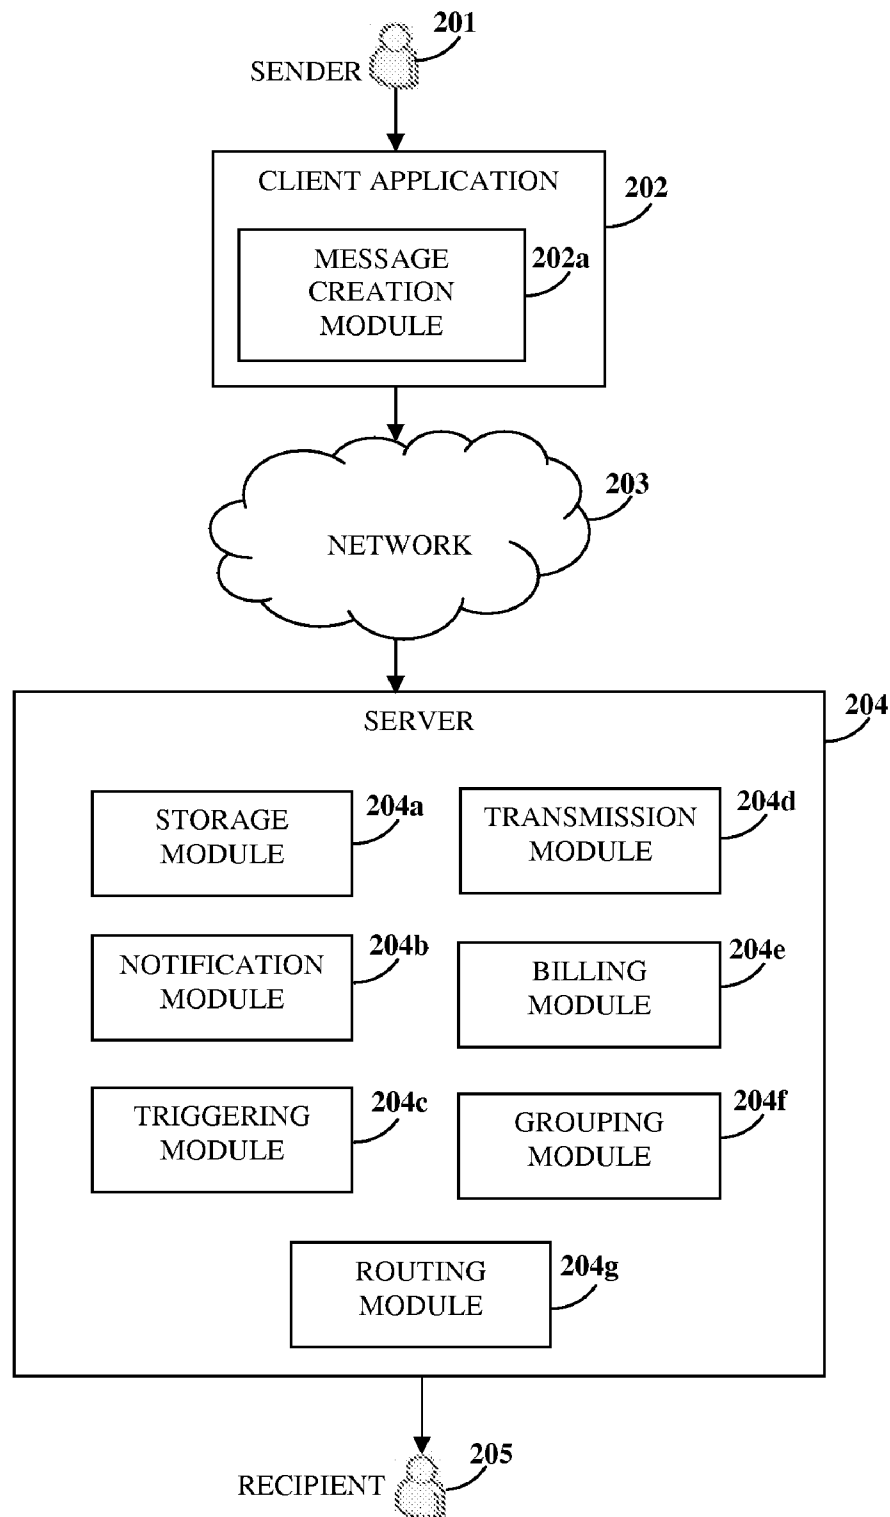 201
SENDER
CLIENT APPLICATION
202
MESSAGE
CREATION
MODULE
202a
203
NETWORK
204
SERVER
STORAGE
MODULE
204a
TRANSMISSION
MODULE
204d
NOTIFICATION
MODULE
204b
BILLING
MODULE
204e
TRIGGERING
MODULE
204c
GROUPING
MODULE
204f
ROUTING
MODULE
204g
RECIPIENT
205